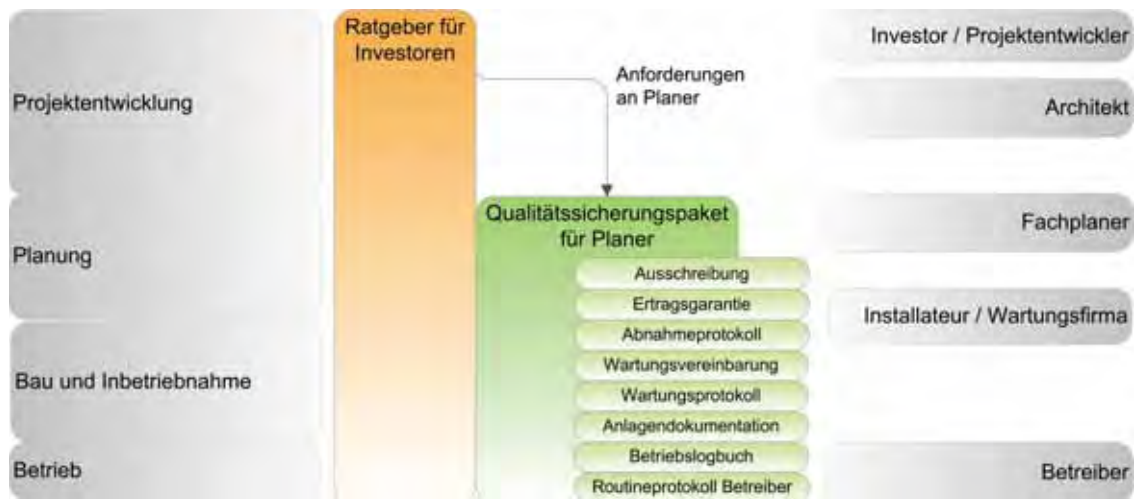 Projektentwicklung
Planung
Bau und Inbetriebnahme
Betrieb
Ratgeber für
Investoren
Anforderungen
an Planer
Qualitätssicherungspaket
für Planer
Ausschreibung
Ertragsgarantie
Abnahmeprotokoll
Wartungsvereinbarung
Wartungsprotokoll
Anlagendokumentation
Betriebslogbuch
Routineprotokoll Betreiber
Investor / Projektentwickler
Architekt
Fachplaner
Installateur / Wartungsfirma
Betreiber